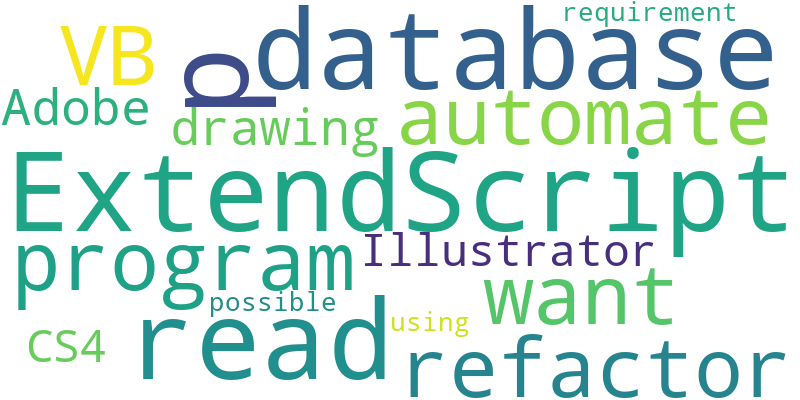 requirement
VB
p
database
Adobe
drawing
automate
ExtendScript
program
Illustrator
want
possible
read
using
CS4
refactor